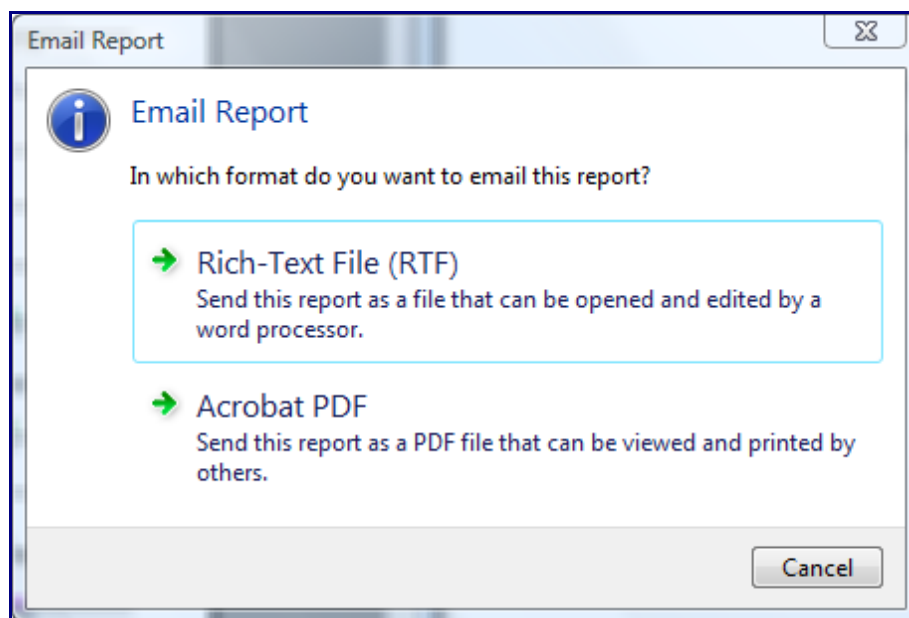 Email Report
Email Report
In which format do you want to email this report?
Rich-Text File (RTF)
Send this report as a file that can be opened and edited by a
word processor.
Acrobat PDF
Send this report as a PDF file that can be viewed and printed by
others.
Cancel